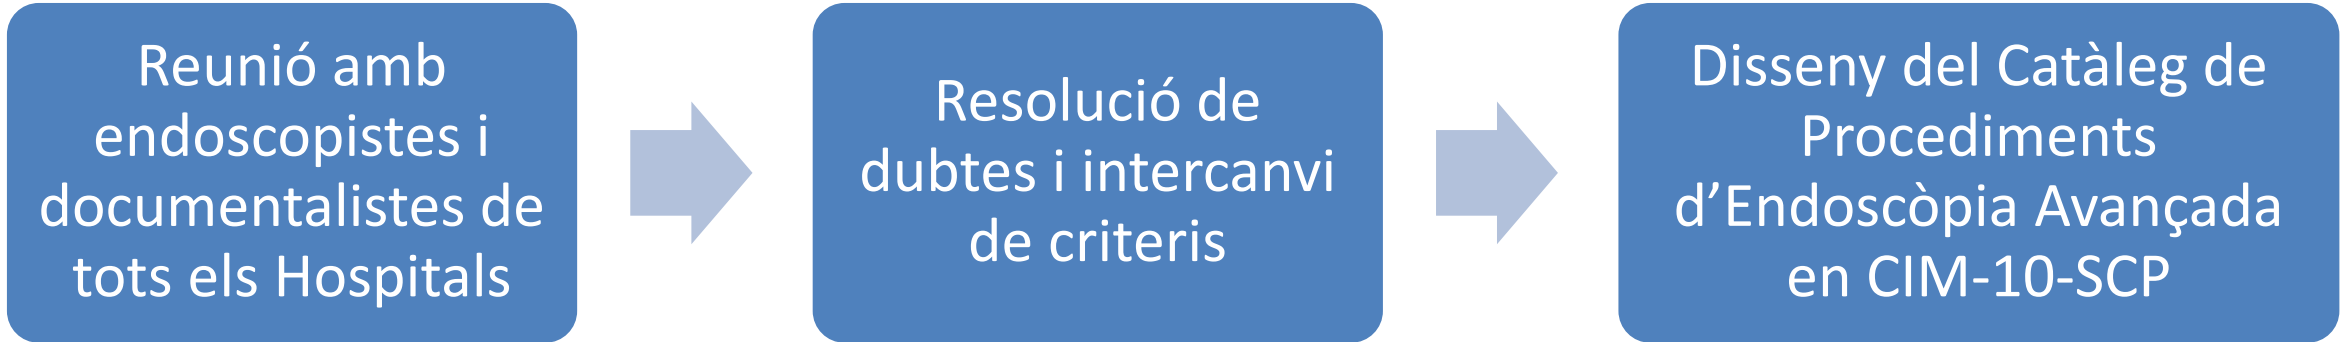 Reunió amb
endoscopistes i
documentalistes de
tots els Hospitals
Resolució de
dubtes i intercanvi
de criteris
Disseny del Catàleg de
Procediments
d’Endoscòpia Avançada
en CIM-10-SCP